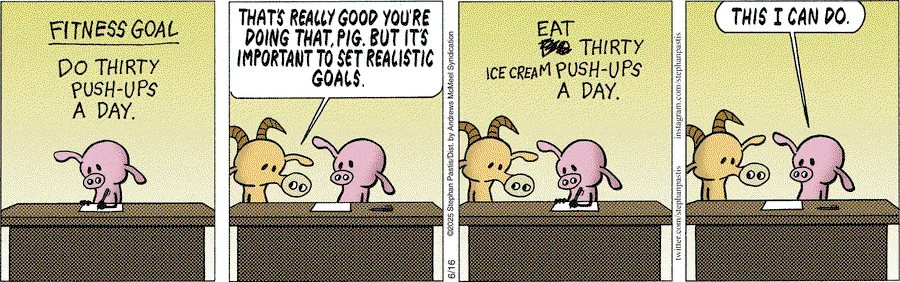 FITNESS GOAL
DO THIRTY
PUSH-UPS
A DAY.
THAT'S REALLY GOOD YOU'RE
DOING THAT, PIG. BUT IT'S
IMPORTANT TO SET REALISTIC
GOALS.
©2025 Stephan Pastis/Dist. by Andrews McMeel Syndication
6/16
EAT
THIRTY
ICE CREAM PUSH-UPS
A DAY.
twitter.com/stephanpastis
instagram.com/stephanpastis
THIS I CAN DO.